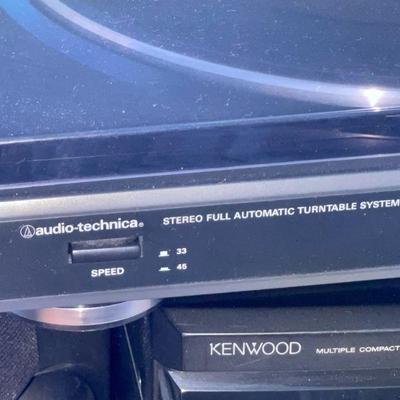 audio-technica® STEREO FULL AUTOMATIC TURNTABLE SYSTEM
33
SPEED 45
KENWOOD MULTIPLE COMPACT